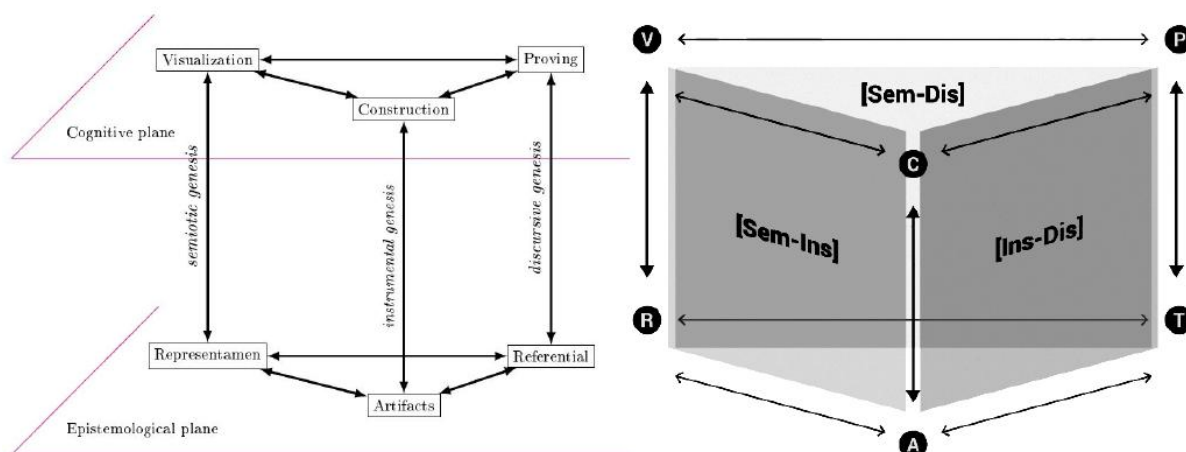 Visualization
Proving
Construction
Cognitive plane
semiotic genesis
instrumental genesis
discursive genesis
Representamen
Referential
Artifacts
Epistemological plane
V
P
[Sem-Dis]
C
[Sem-Ins]
[Ins-Dis]
R
T
A